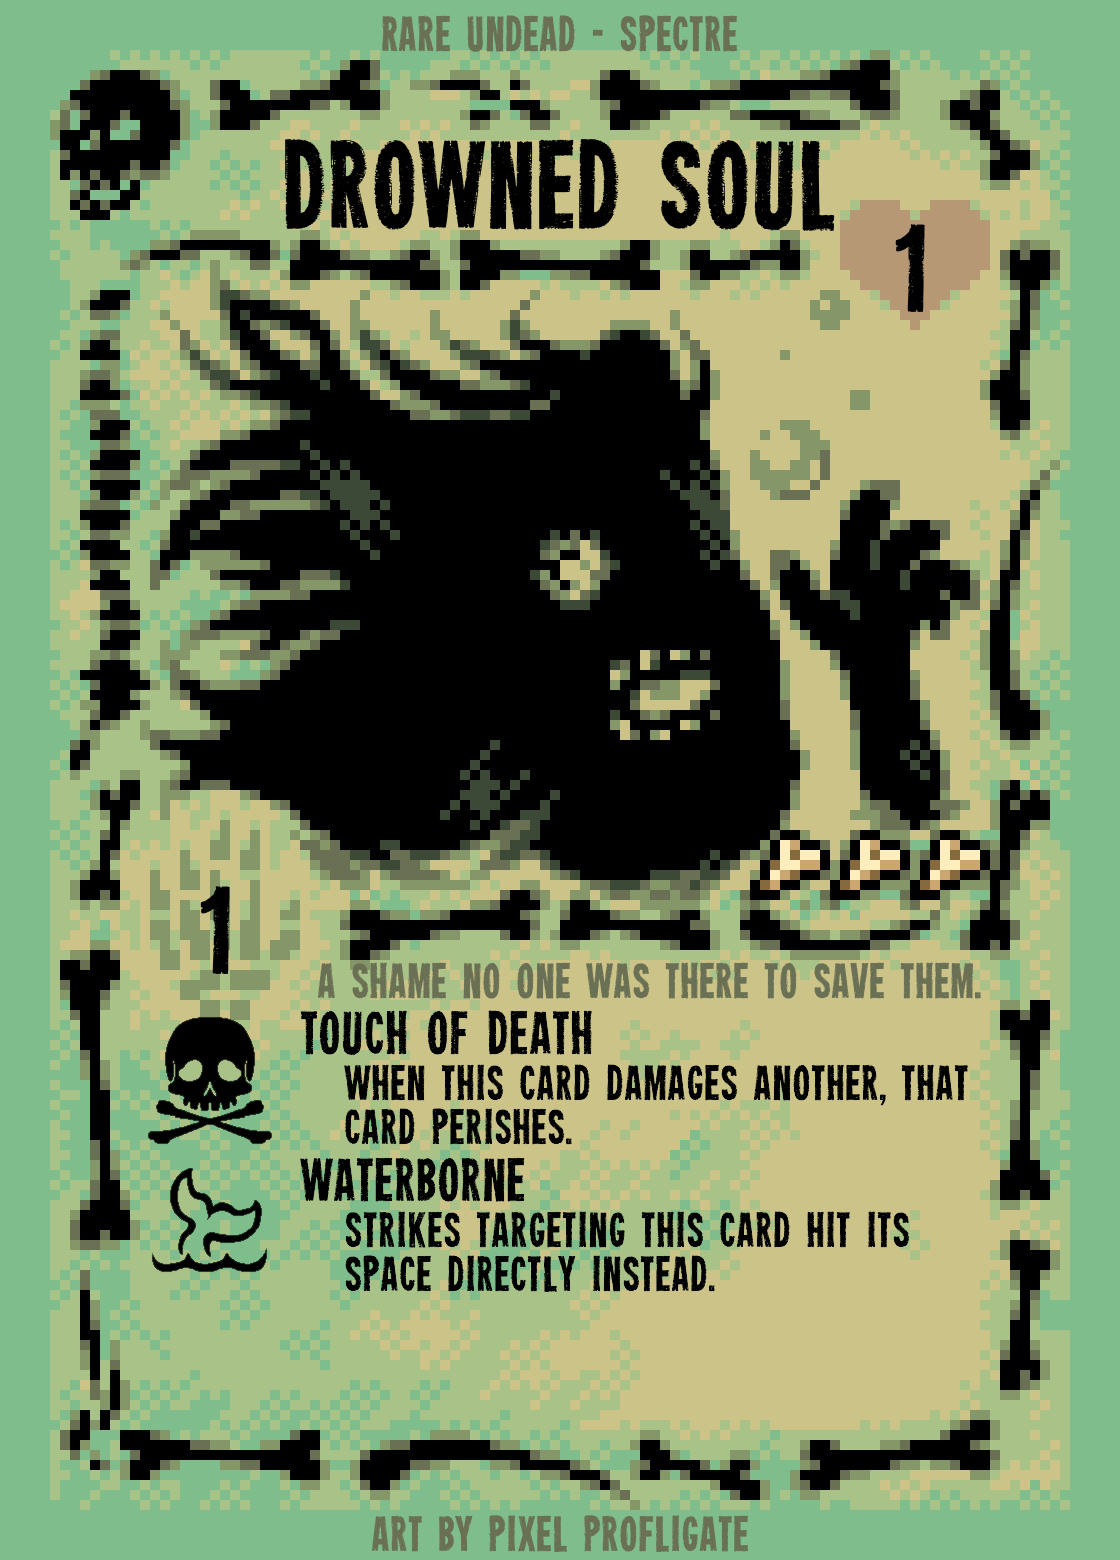 RARE UNDEAD - SPECTRE
DROWNED SOUL
1
1
A SHAME NO ONE WAS THERE TO SAVE THEM.
TOUCH OF DEATH
WHEN THIS CARD DAMAGES ANOTHER, THAT
CARD PERISHES.
WATERBORNE
STRIKES TARGETING THIS CARD HIT ITS
SPACE DIRECTLY INSTEAD.
ART BY PIXEL PROFLIGATE